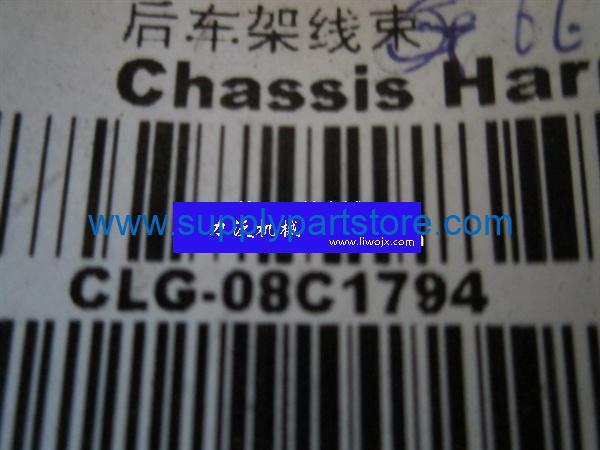 后车架线束
Chassis Har
www.supplypartstore.com
力沃机械
www.liwojx.com
CLG-08C1794